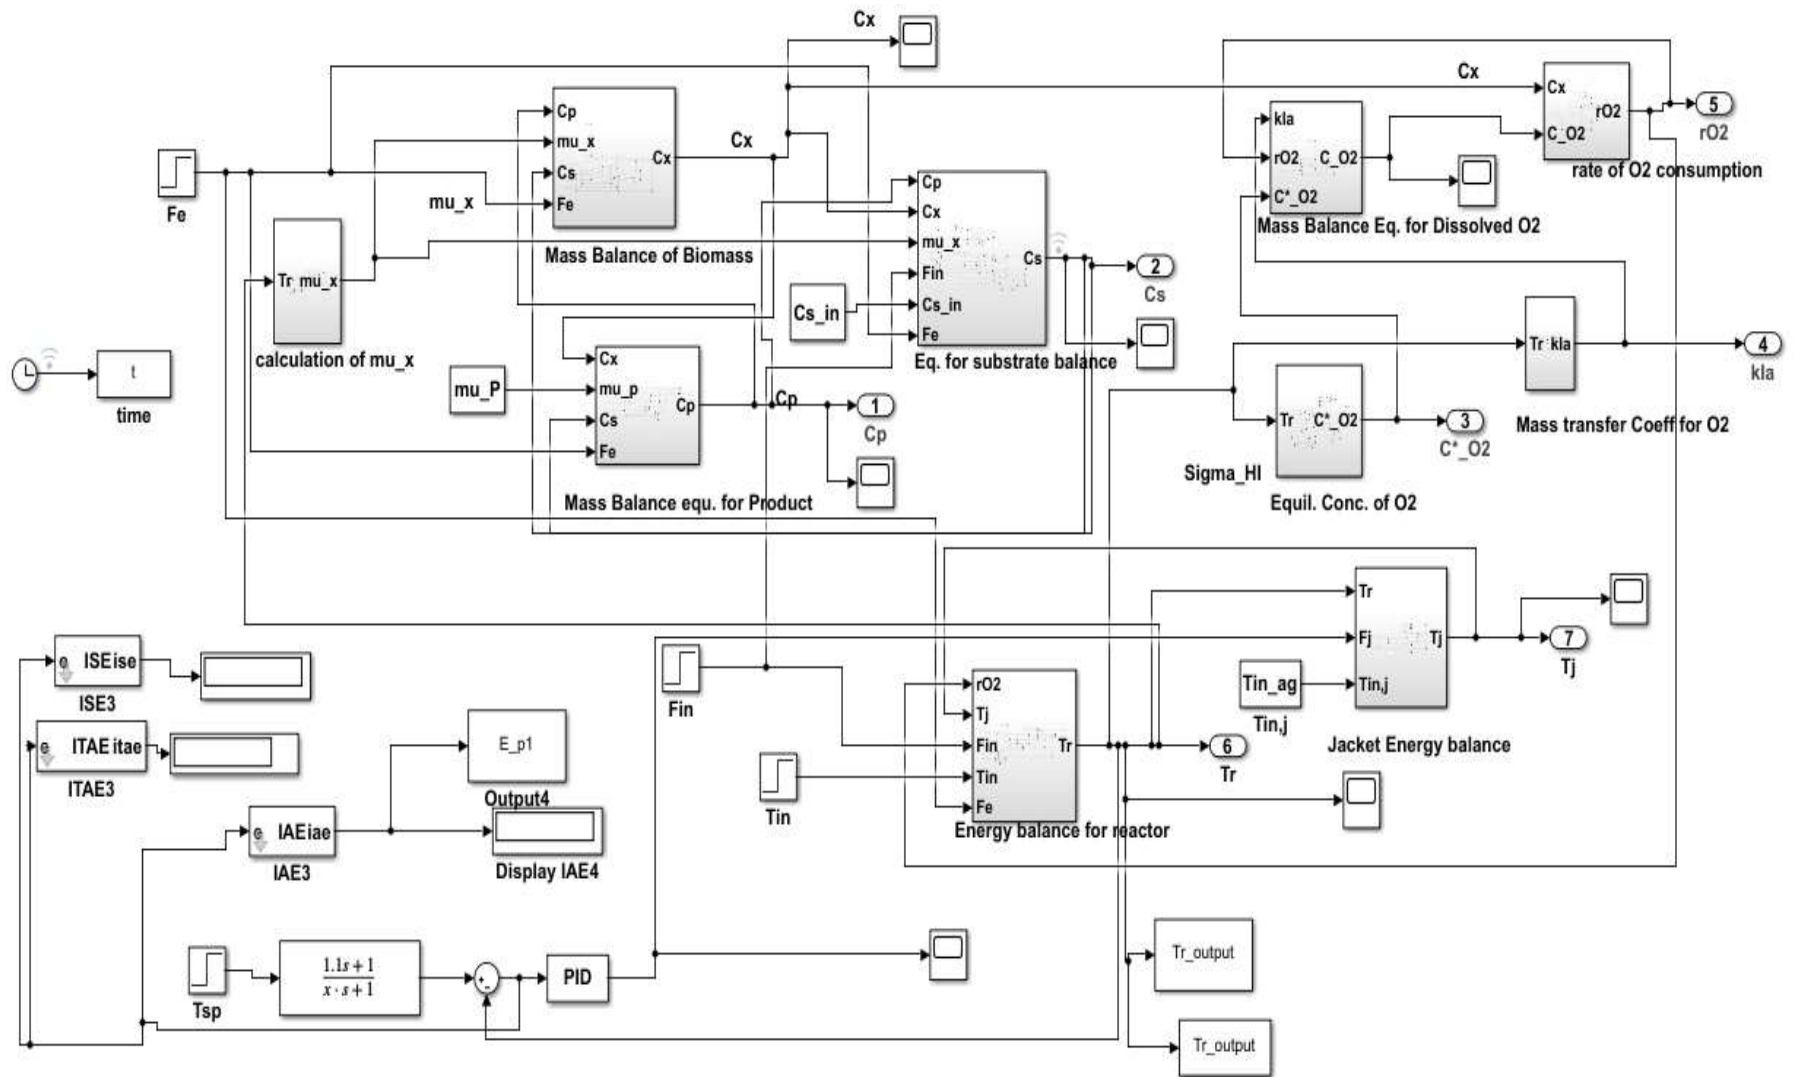 Cx
Cp
mu_x
Cs
Fe
Cx
Cx
Mass Balance of Biomass
Fe
mu_x
Tr
mu_x
calculation of mu_x
t
time
Cp
Cx
mu_x
Fin
Cs_in
Fe
Cs
Eq. for substrate balance
Cs_in
2
Cs
mu_P
Cx
mu_p
Cs
Fe
Cp
Mass Balance equ. for Product
Cp
1
Cp
kla
rO2
C*_O2
C_O2
Mass Balance Eq. for Dissolved O2
Cx
Cx
C_O2
rO2
rate of O2 consumption
5
rO2
Tr
kla
Mass transfer Coeff for O2
4
kla
Tr
C*_O2
Equil. Conc. of O2
Sigma_HI
3
C*_O2
Tr
Fj
Tin,j
Tj
Jacket Energy balance
Tin_ag
Tin,j
7
Tj
Fin
Tin
rO2
Tj
Fin
Tin
Fe
Tr
Energy balance for reactor
6
Tr
e
ISE
ise
ISE3
e
ITAE
itae
ITAE3
e
IAE
iae
IAE3
E_p1
Output4
Display IAE4
Tsp
1.1s + 1
x · s + 1
+
-
PID
Tr_output
Tr_output